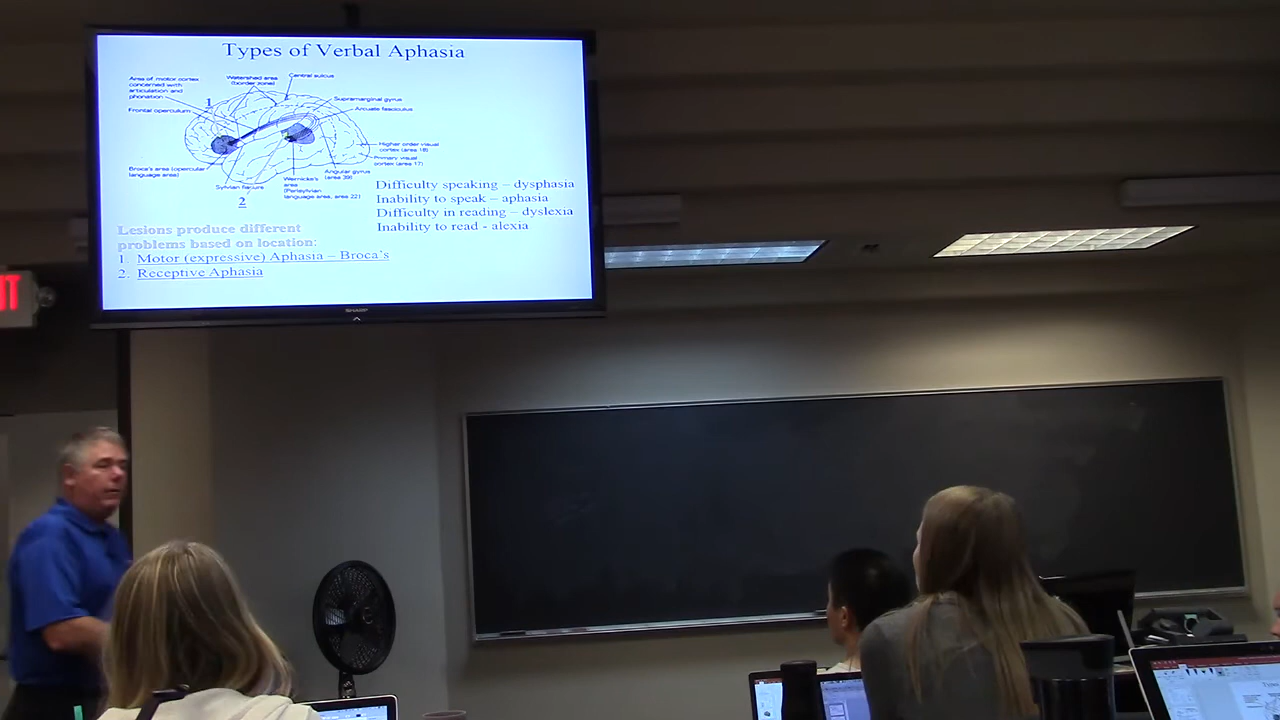 Types of Verbal Aphasia
Area of motor cortex
concerned with
articulation and
phonation
Watershed area
(border zone)
Central sulcus
1
Supramarginal gyrus
Arcuate fasciculus
Frontal operculum
Higher order visual
cortex (area 18)
Primary visual
cortex (area 17)
Broca's area (opercular
language area)
Angular gyrus
(area 39)
Wernicke's
area
(Perisylvian
language area, area 22)
Sylvian fissure
2
Difficulty speaking – dysphasia
Inability to speak – aphasia
Difficulty in reading – dyslexia
Inability to read - alexia
Lesions produce different
problems based on location:
1. Motor (expressive) Aphasia – Broca's
2. Receptive Aphasia
SHARP
IT